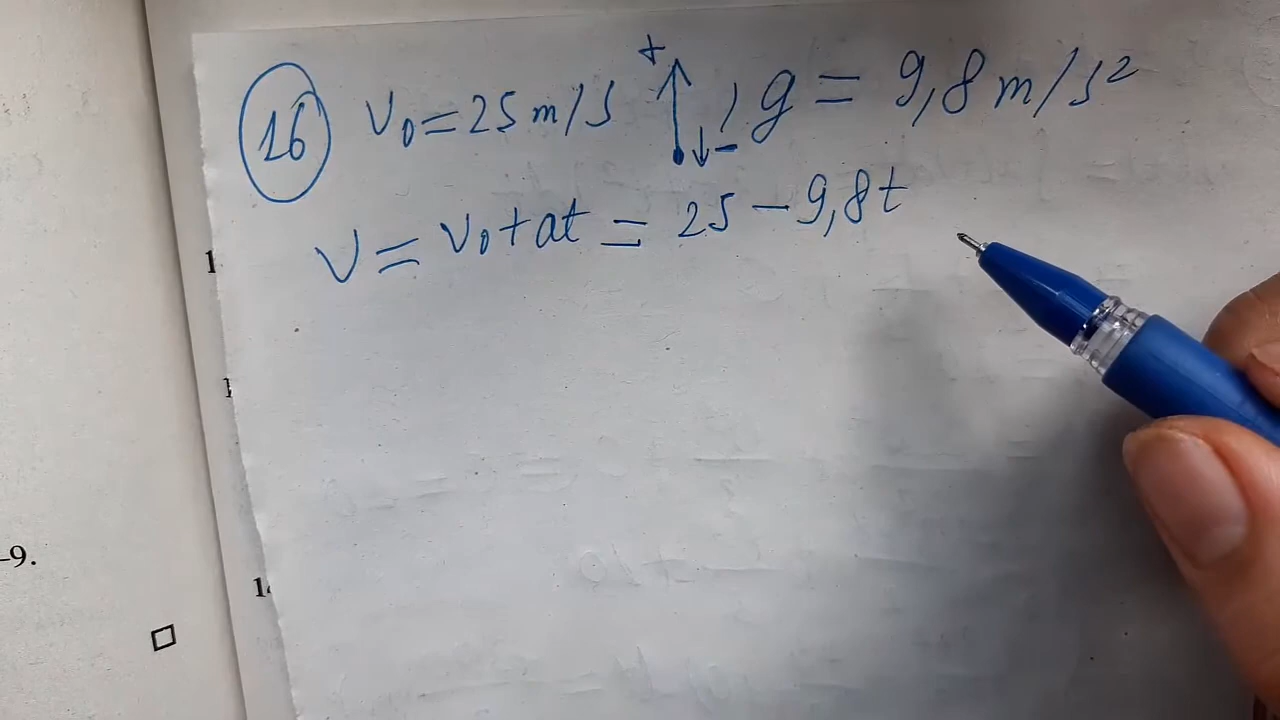 16 v₀ = 25 m/s + - , g = 9,8 m/s²
v = v₀ + at = 25 - 9,8t
-9.